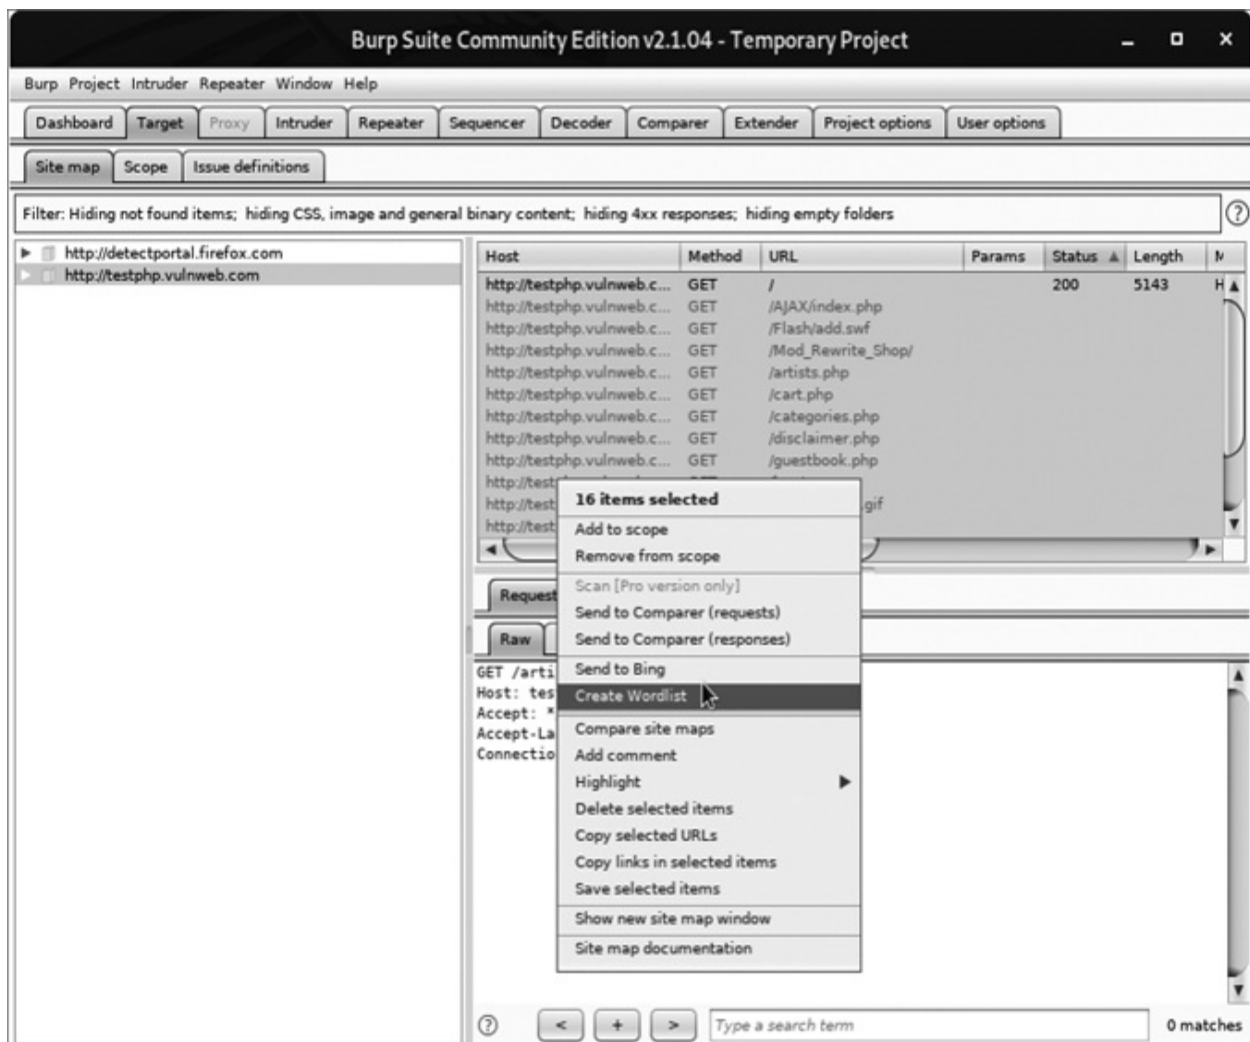 Burp Suite Community Edition v2.1.04 - Temporary Project
Burp Project Intruder Repeater Window Help
Dashboard Target Proxy Intruder Repeater Sequencer Decoder Comparer Extender Project options User options
Site map Scope Issue definitions
Filter: Hiding not found items; hiding CSS, image and general binary content; hiding 4xx responses; hiding empty folders
http://detectportal.firefox.com
http://testphp.vulnweb.com
Host Method URL Params Status Length
http://testphp.vulnweb.c... GET / 200 5143 H
http://testphp.vulnweb.c... GET /AJAX/index.php
http://testphp.vulnweb.c... GET /Flash/add.swf
http://testphp.vulnweb.c... GET /Mod_Rewrite_Shop/
http://testphp.vulnweb.c... GET /artists.php
http://testphp.vulnweb.c... GET /cart.php
http://testphp.vulnweb.c... GET /categories.php
http://testphp.vulnweb.c... GET /disclaimer.php
http://testphp.vulnweb.c... GET /guestbook.php
http://test
http://test .gif
http://test
16 items selected
Add to scope
Remove from scope
Scan [Pro version only]
Send to Comparer (requests)
Send to Comparer (responses)
Send to Bing
Create Wordlist
Compare site maps
Add comment
Highlight
Delete selected items
Copy selected URLs
Copy links in selected items
Save selected items
Show new site map window
Site map documentation
Request
Raw
GET /arti
Host: tes
Accept: *
Accept-La
Connectio
? < + > Type a search term 0 matches